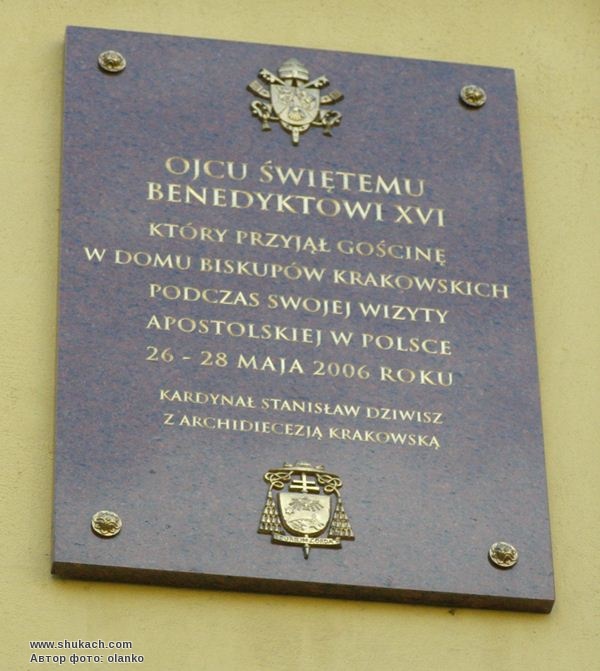 OJCU ŚWIĘTEMU
BENEDYKTOWI XVI
KTÓRY PRZYJĄŁ GOŚCINĘ
W DOMU BISKUPÓW KRAKOWSKICH
PODCZAS SWOJEJ WIZYTY
APOSTOLSKIEJ W POLSCE
26 - 28 MAJA 2006 ROKU
KARDYNAŁ STANISŁAW DZIWISZ
Z ARCHIDIECEZJĄ KRAKOWSKĄ
www.shukach.com
Автор фото: olanko